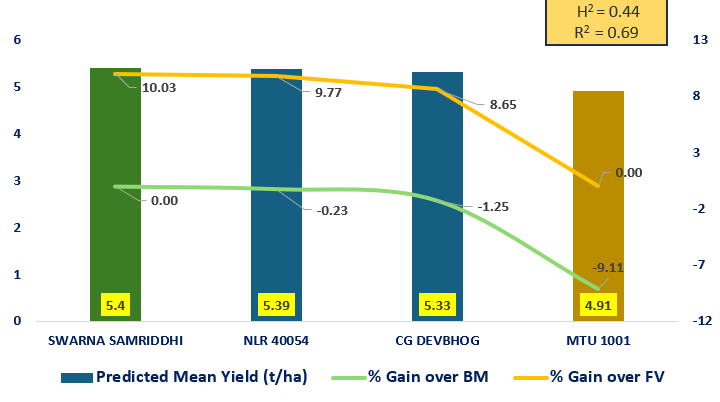 H² = 0.44
R² = 0.69
6
5
4
3
2
1
0
13
8
3
-2
-7
-12
10.03
9.77
8.65
0.00
0.00
-0.23
-1.25
-9.11
5.4
5.39
5.33
4.91
SWARNA SAMRIDDHI
NLR 40054
CG DEVBHOG
MTU 1001
Predicted Mean Yield (t/ha)
% Gain over BM
% Gain over FV